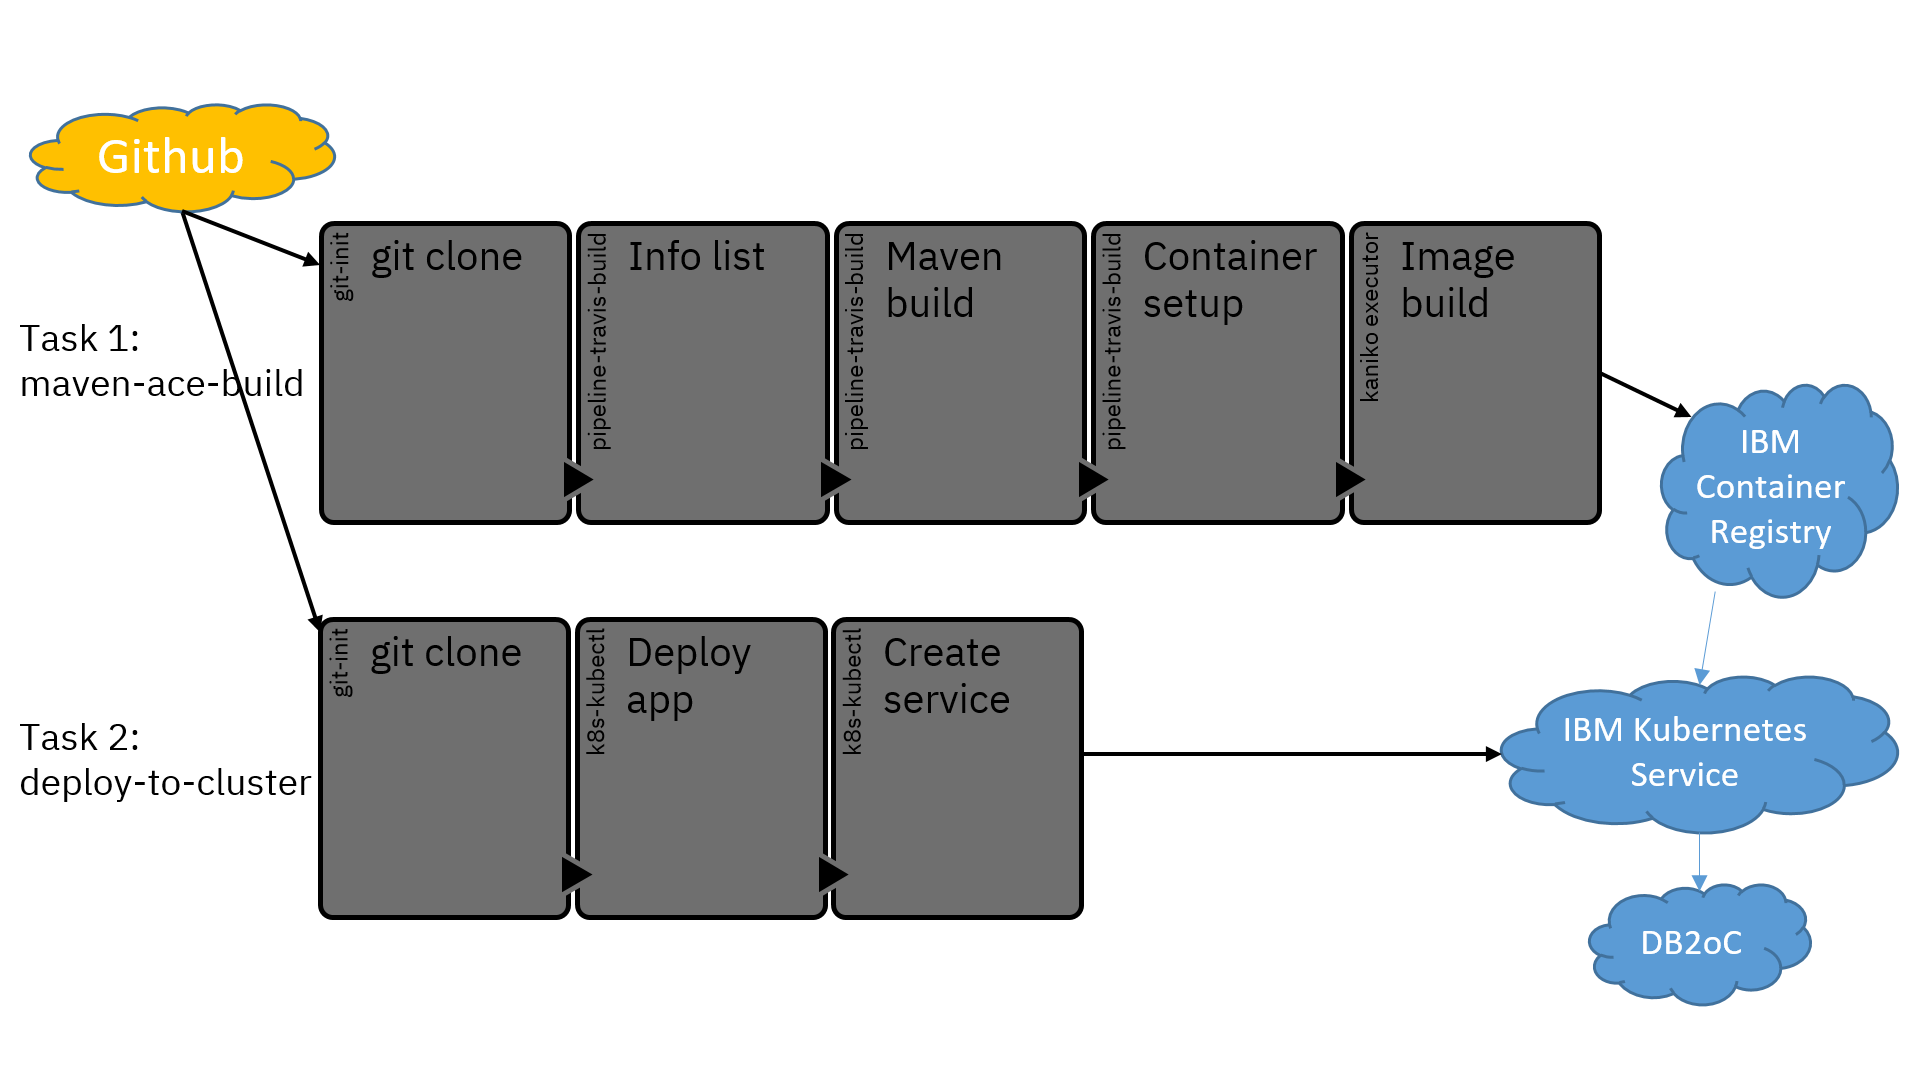 Github
Task 1:
maven-ace-build
git-init
git clone
pipeline-travis-build
Info list
pipeline-travis-build
Maven
build
pipeline-travis-build
Container
setup
kaniko executor
Image
build
IBM
Container
Registry
Task 2:
deploy-to-cluster
git-init
git clone
k8s-kubectl
Deploy
app
k8s-kubectl
Create
service
IBM Kubernetes
Service
DB2oC